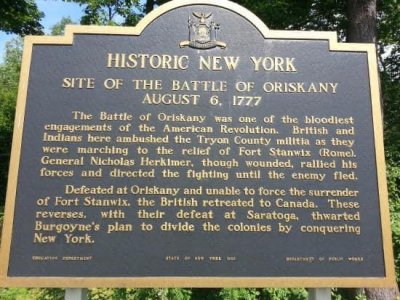 HISTORIC NEW YORK
SITE OF THE BATTLE OF ORISKANY
AUGUST 6, 1777
The Battle of Oriskany was one of the bloodiest
engagements of the American Revolution. British and
Indians here ambushed the Tryon County militia as they
were marching to the relief of Fort Stanwix (Rome).
General Nicholas Herkimer, though wounded, rallied his
forces and directed the fighting until the enemy fled.
Defeated at Oriskany and unable to force the surrender
of Fort Stanwix, the British retreated to Canada. These
reverses, with their defeat at Saratoga, thwarted
Burgoyne's plan to divide the colonies by conquering
New York.
EDUCATION DEPARTMENT STATE OF NEW YORK DEPARTMENT OF PUBLIC WORKS